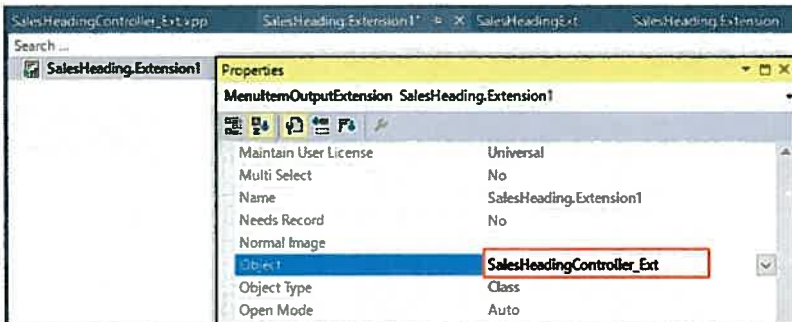 SalesHeadingController_Ext.xpp SalesHeading.Extension1* SalesHeadingExt SalesHeading.Extension
Search ...
SalesHeading.Extension1
Properties
MenuItemOutputExtension SalesHeading.Extension1
Maintain User License Universal
Multi Select No
Name SalesHeading.Extension1
Needs Record No
Normal Image
Object SalesHeadingController_Ext
Object Type Class
Open Mode Auto